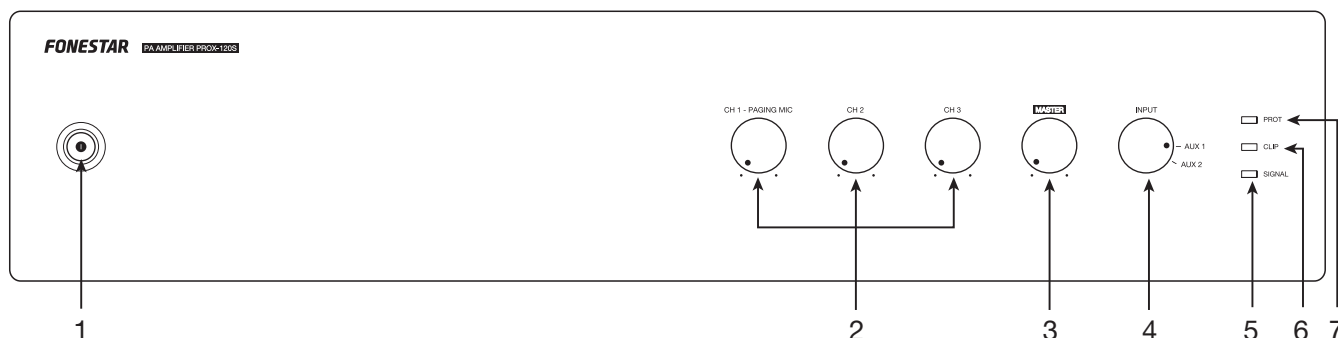 FONESTAR PA AMPLIFIER PROX-120S
CH 1 - PAGING MIC CH 2 CH 3 MASTER INPUT
PROT
AUX 1 CLIP
AUX 2
SIGNAL
1 2 3 4 5 6 7